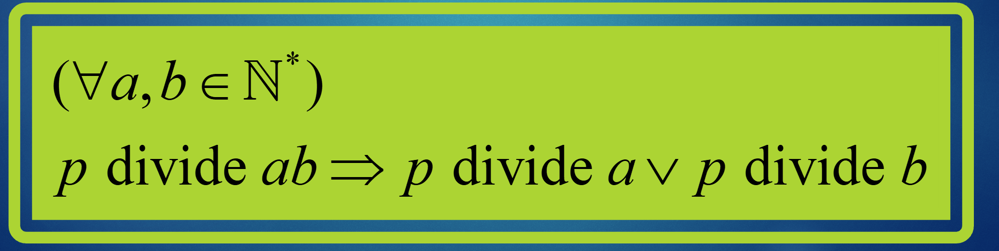 (∀a, b ∈ ℕ*)
p divide ab ⇒ p divide a ∨ p divide b